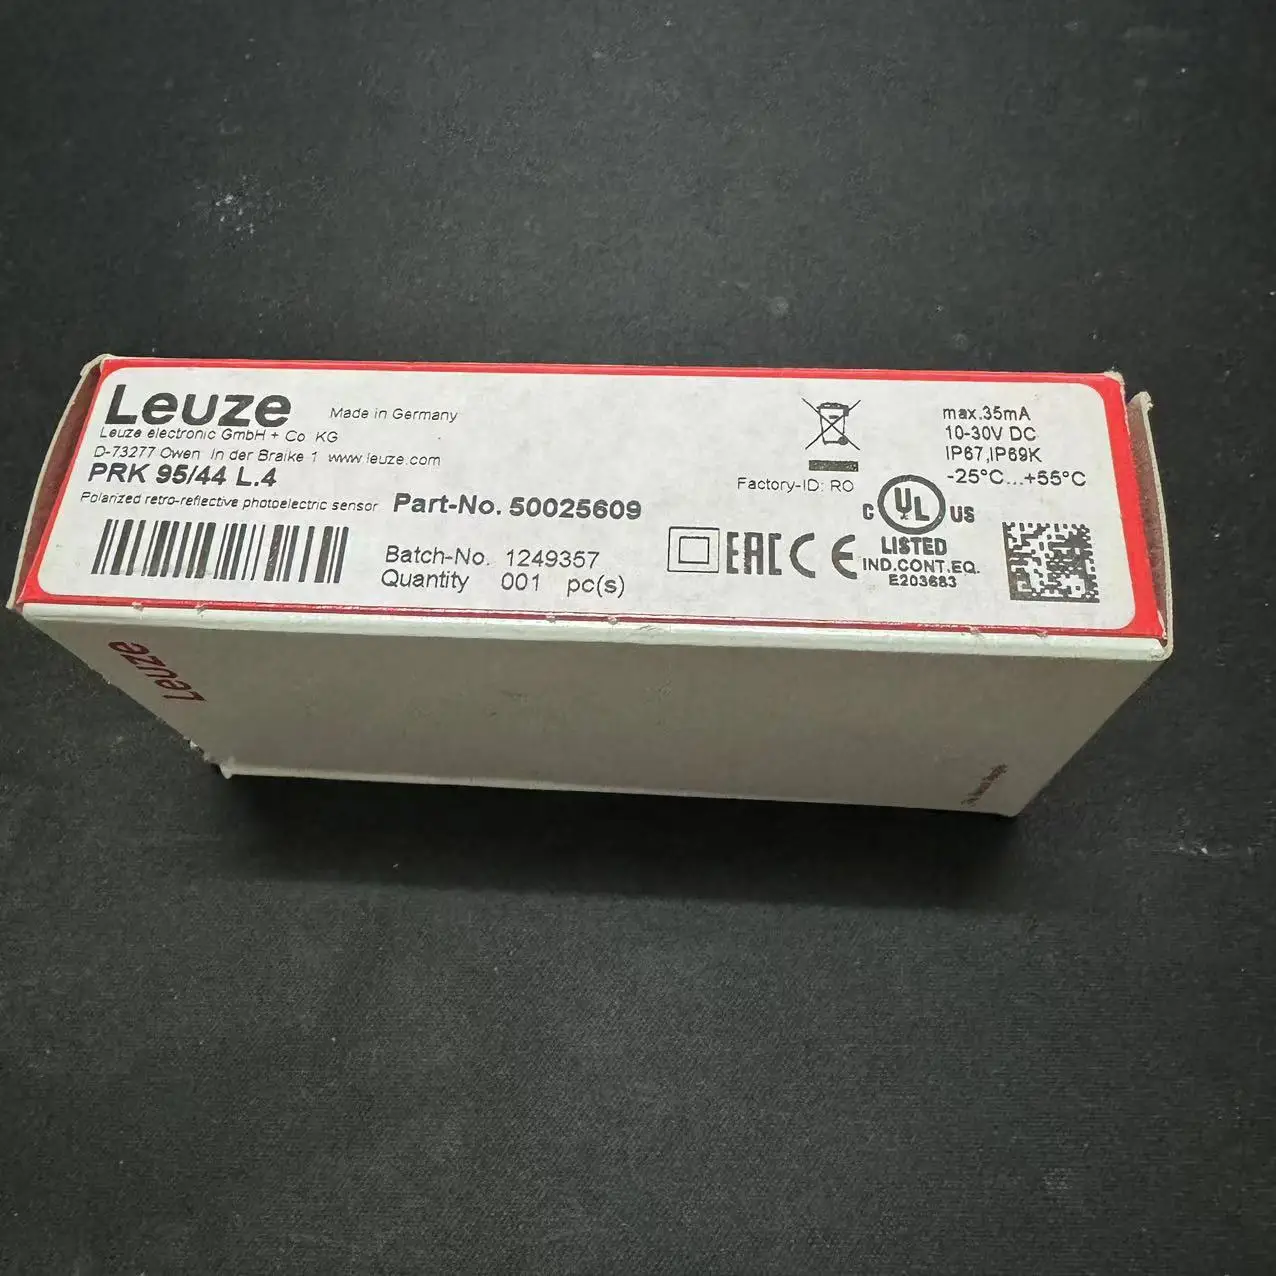 Leuze
Made in Germany
Leuze electronic GmbH + Co. KG
D-73277 Owen In der Braike 1 www.leuze.com
PRK 95/44 L.4
Polarized retro-reflective photoelectric sensor
Part-No. 50025609
Batch-No. 1249357
Quantity 001 pc(s)
Factory-ID: RO
max.35mA
10-30V DC
IP67,IP69K
-25°C...+55°C
EAC CE
C UL US
LISTED
IND.CONT.EQ.
E203683
Leuze